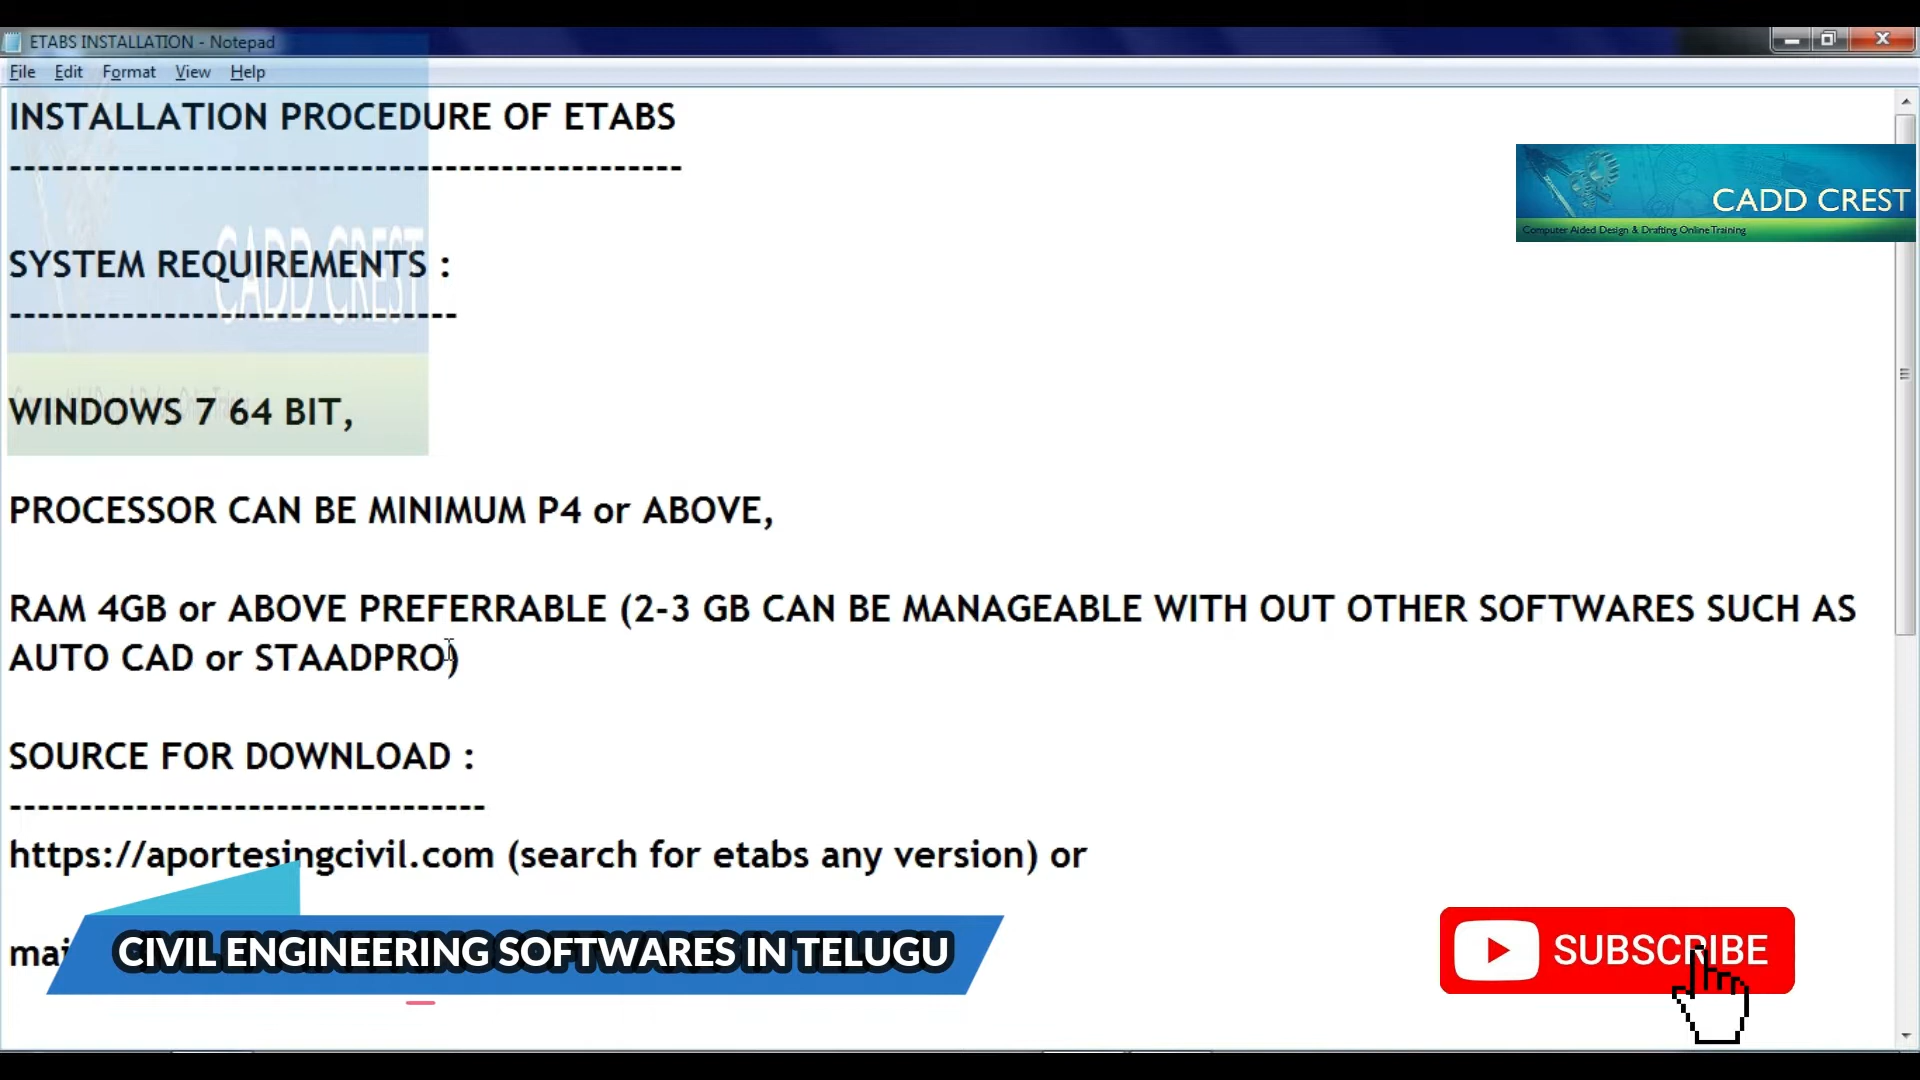 ETABS INSTALLATION - Notepad
File Edit Format View Help
INSTALLATION PROCEDURE OF ETABS
------------------------------------------------
CADD CREST
Computer Aided Design & Drafting Online Training
SYSTEM REQUIREMENTS :
CADD CREST
--------------------------------
WINDOWS 7 64 BIT,
PROCESSOR CAN BE MINIMUM P4 or ABOVE,
RAM 4GB or ABOVE PREFERRABLE (2-3 GB CAN BE MANAGEABLE WITH OUT OTHER SOFTWARES SUCH AS
AUTO CAD or STAADPRO)
SOURCE FOR DOWNLOAD :
----------------------------------
https://aportesingcivil.com (search for etabs any version) or
CIVIL ENGINEERING SOFTWARES IN TELUGU
SUBSCRIBE